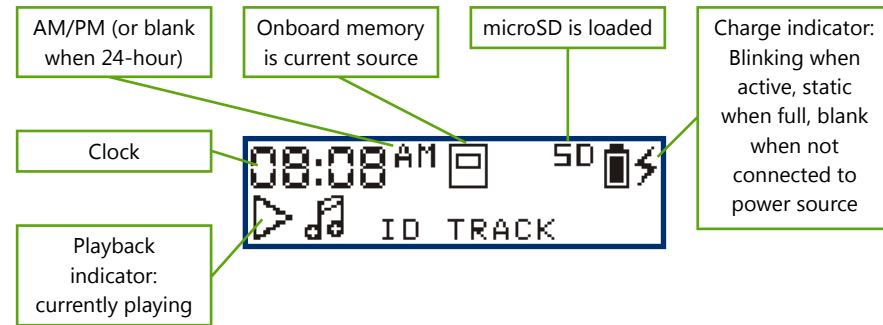 AM/PM (or blank
when 24-hour)
Onboard memory
is current source
microSD is loaded
Charge indicator:
Blinking when
active, static
when full, blank
when not
connected to
power source
Clock
08:08 AM SD
ID TRACK
Playback
indicator:
currently playing